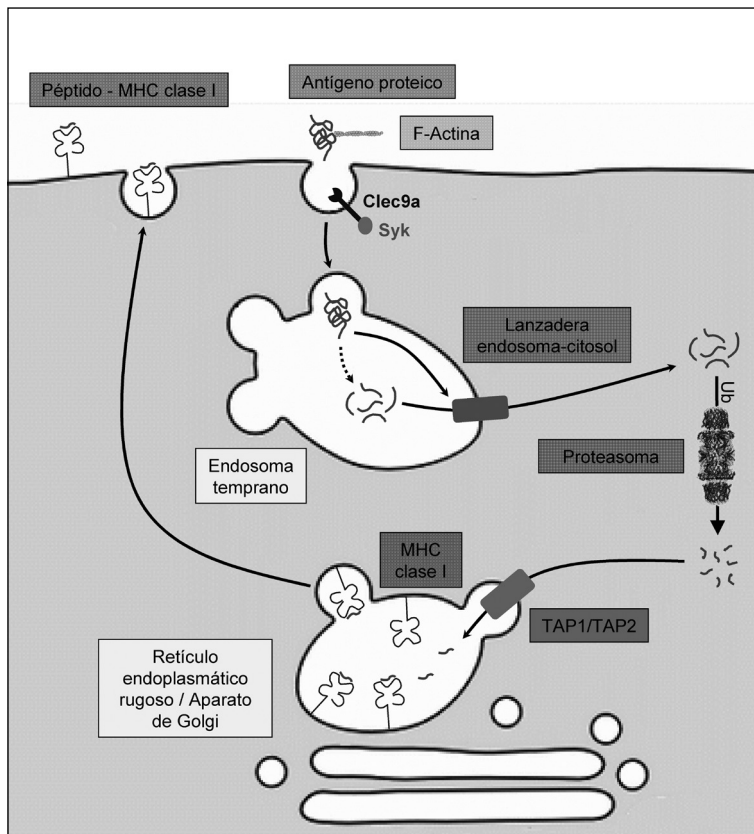 Antígeno proteico
Péptido - MHC clase I
F-Actina
Clec9a
Syk
Lanzadera
endosoma-citosol
Ub
Proteasoma
Endosoma
temprano
MHC
clase I
TAP1/TAP2
Retículo
endoplasmático
rugoso / Aparato
de Golgi